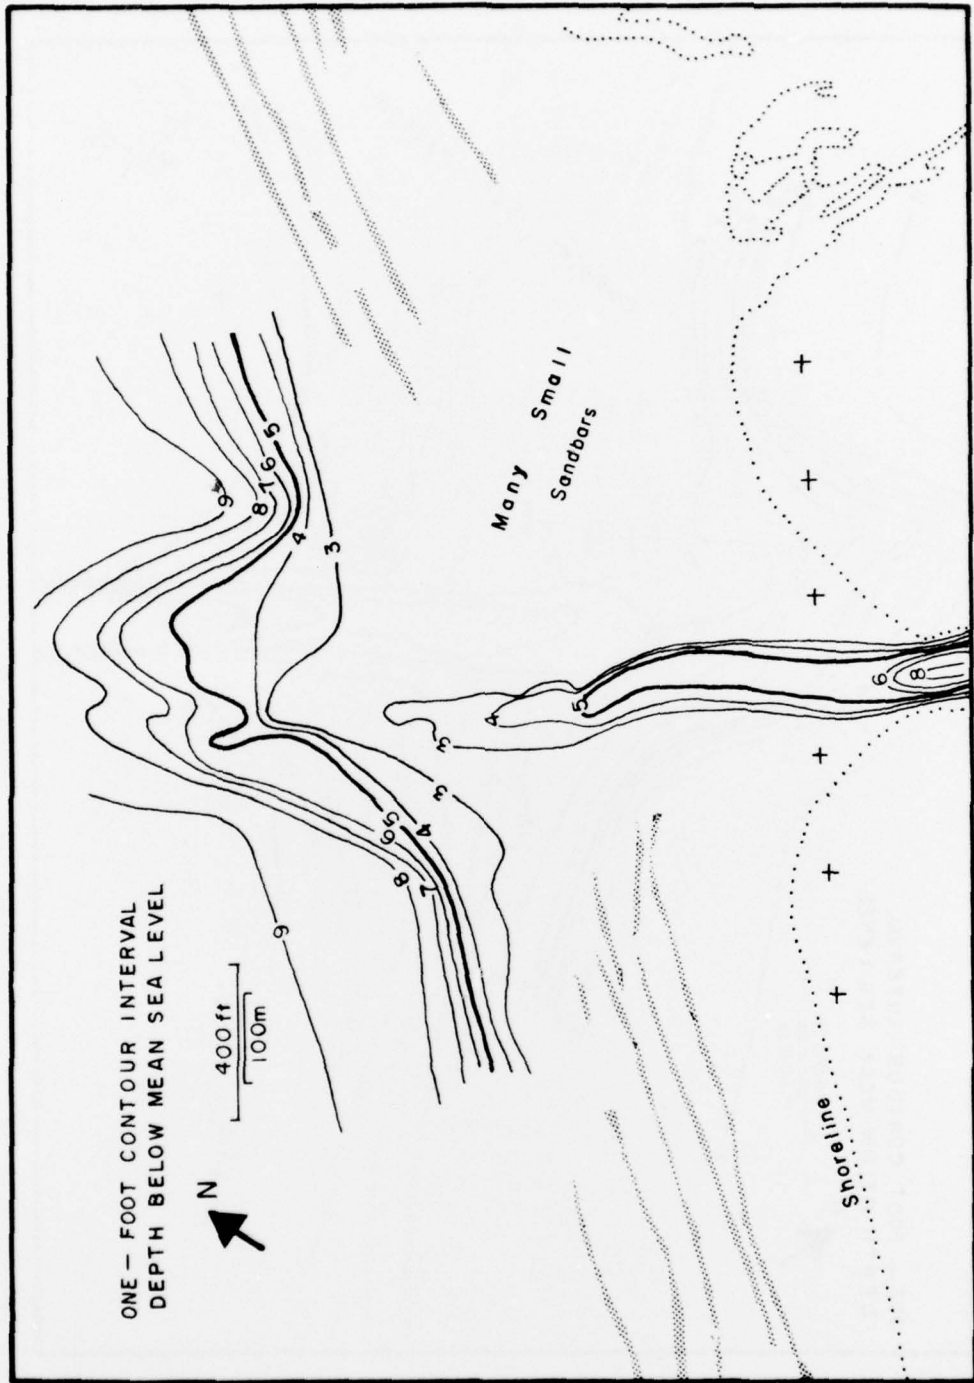 ONE – FOOT CONTOUR INTERVAL
DEPTH BELOW MEAN SEA LEVEL
400 ft
100m
N
9
8
7
6
5
4
3
9
8
7
6
5
4
3
3
4
5
6
8
Many Small
Sandbars
Shoreline